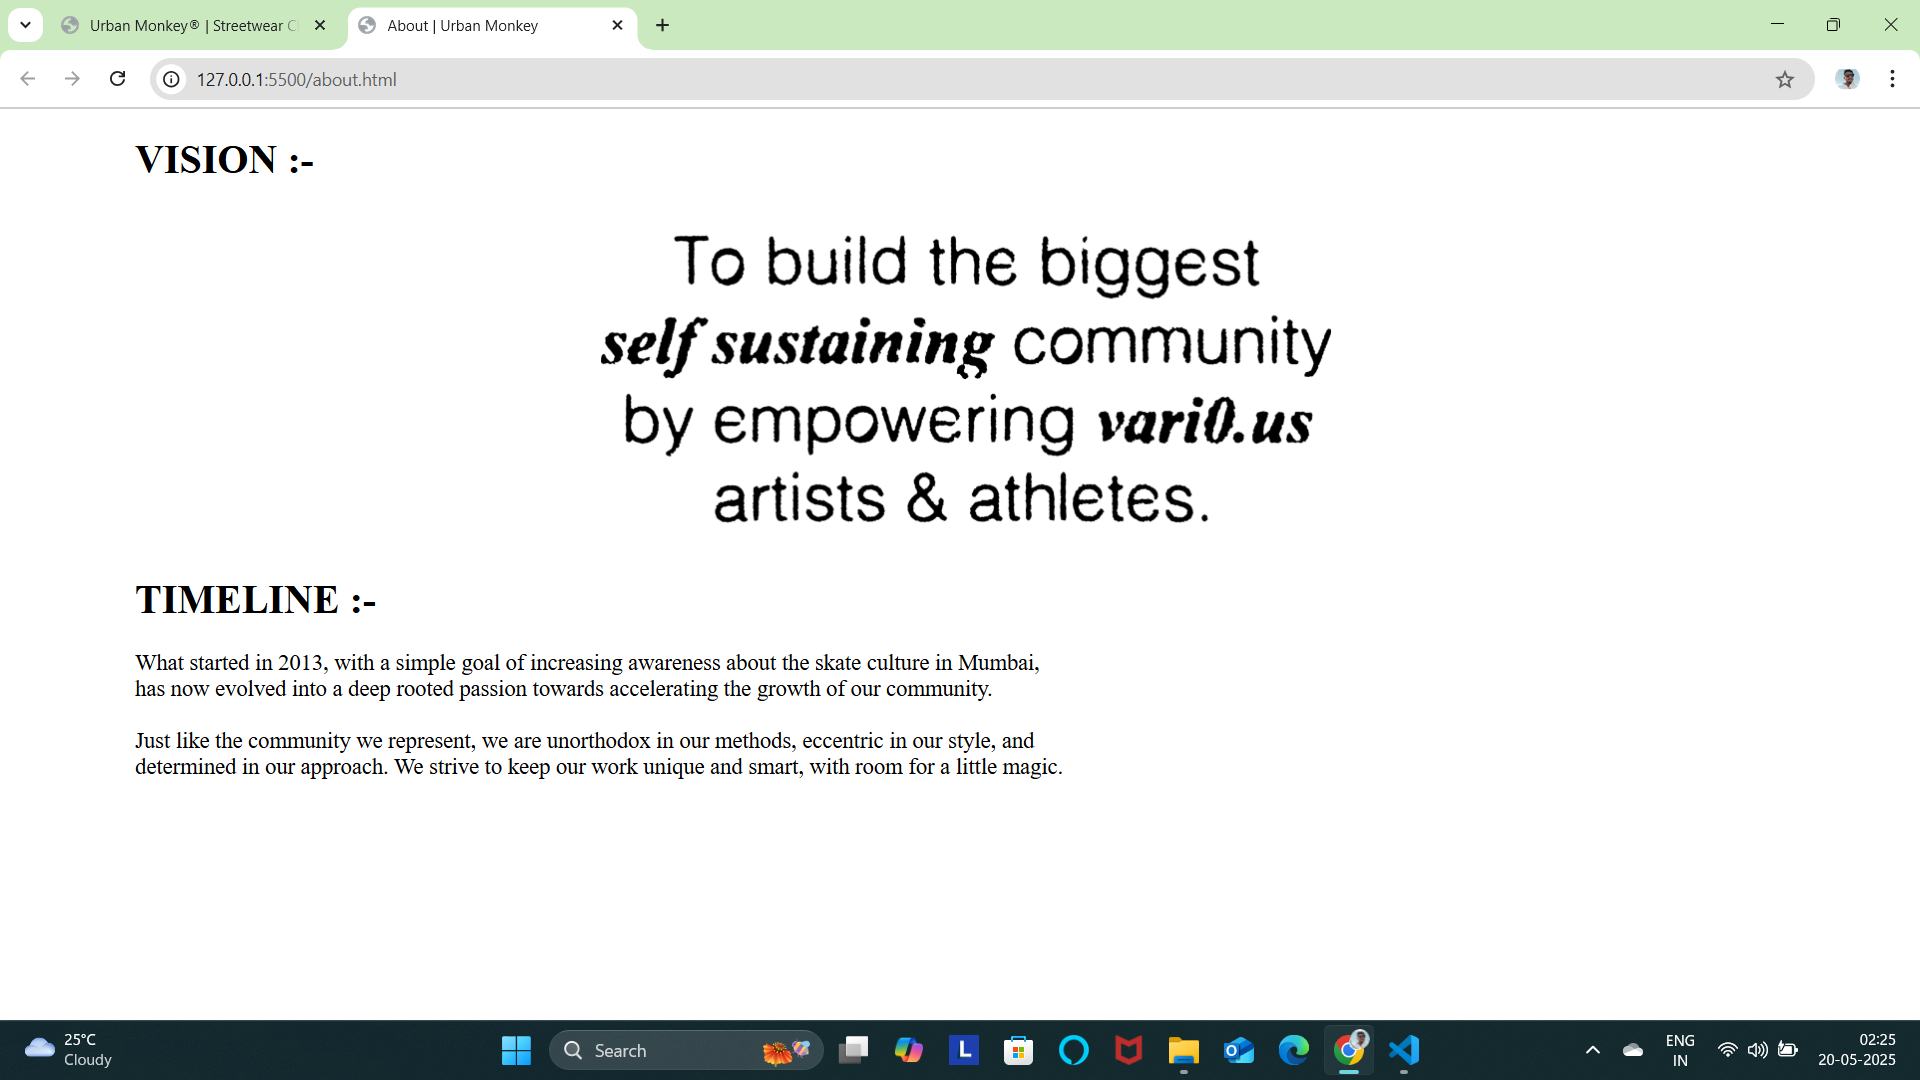 Urban Monkey® | Streetwear C
About | Urban Monkey
127.0.0.1:5500/about.html
VISION :-
To build the biggest
self sustaining community
by empowering vari0.us
artists & athletes.
TIMELINE :-
What started in 2013, with a simple goal of increasing awareness about the skate culture in Mumbai,
has now evolved into a deep rooted passion towards accelerating the growth of our community.
Just like the community we represent, we are unorthodox in our methods, eccentric in our style, and
determined in our approach. We strive to keep our work unique and smart, with room for a little magic.
25°C
Cloudy
Search
L
ENG
IN
02:25
20-05-2025